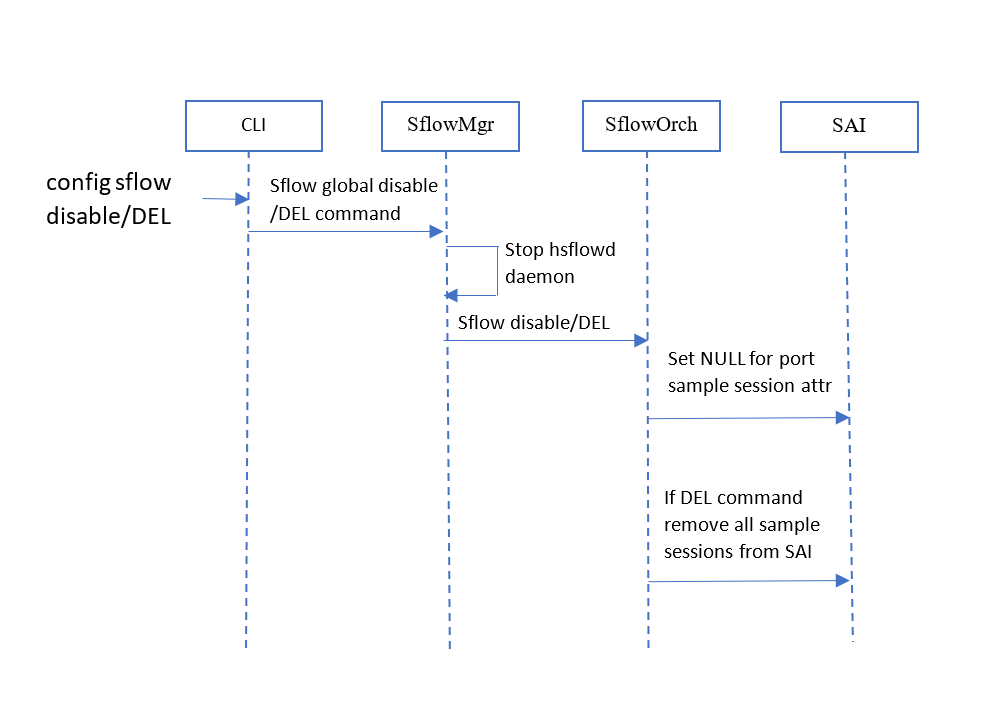 CLI
SflowMgr
SflowOrch
SAI
config sflow
disable/DEL
Sflow global disable
/DEL command
Stop hsflowd
daemon
Sflow disable/DEL
Set NULL for port
sample session attr
If DEL command
remove all sample
sessions from SAI